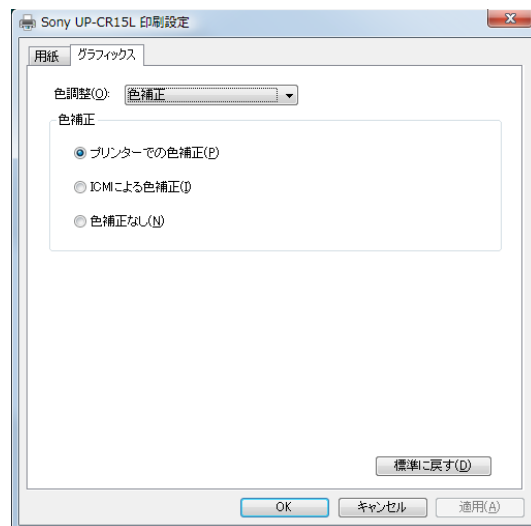 Sony UP-CR15L 印刷設定
用紙 グラフィックス
色調整(O): 色補正
色補正
プリンターでの色補正(P)
ICMによる色補正(I)
色補正なし(N)
標準に戻す(D)
OK キャンセル 適用(A)